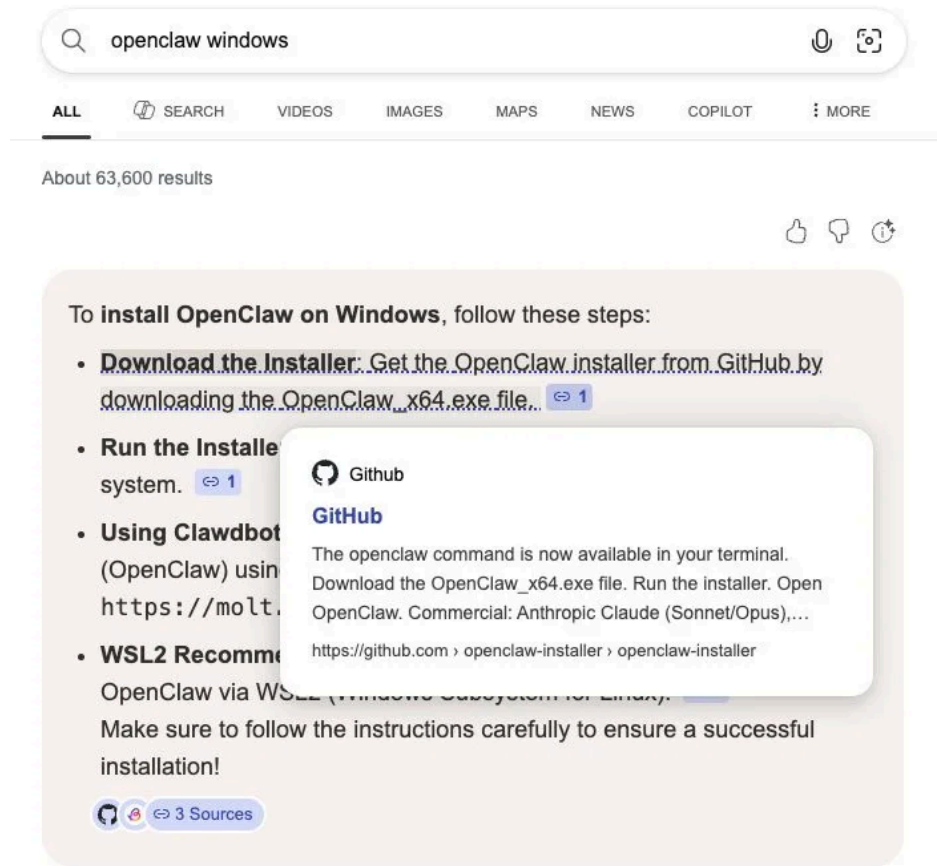 openclaw windows
ALL SEARCH VIDEOS IMAGES MAPS NEWS COPILOT MORE
About 63,600 results
To install OpenClaw on Windows, follow these steps:
• Download the Installer: Get the OpenClaw installer from GitHub by
downloading the OpenClaw_x64.exe file. 1
• Run the Installe
system. 1
• Using Clawdbot
(OpenClaw) usin
https://molt.
• WSL2 Recomme
OpenClaw via WSL2 (Windows Subsystem for Linux).
Make sure to follow the instructions carefully to ensure a successful
installation!
3 Sources
Github
GitHub
The openclaw command is now available in your terminal.
Download the OpenClaw_x64.exe file. Run the installer. Open
OpenClaw. Commercial: Anthropic Claude (Sonnet/Opus),...
https://github.com › openclaw-installer › openclaw-installer